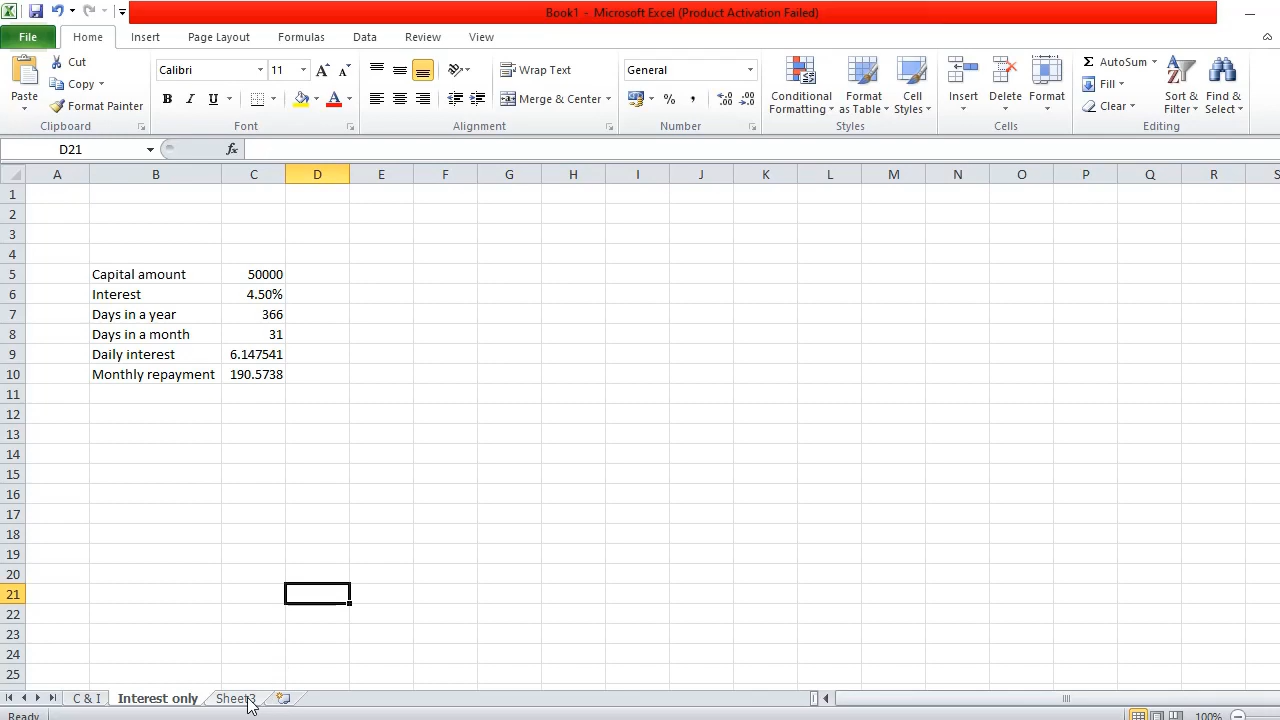 Book1 - Microsoft Excel (Product Activation Failed)
File Home Insert Page Layout Formulas Data Review View
Paste Cut Copy Format Painter Clipboard
Calibri 11 B I U A A A Font
Wrap Text Merge & Center Alignment
General % , .0 .00 .00 .0 Number
Conditional Formatting Format as Table Cell Styles Styles
Insert Delete Format Cells
Σ AutoSum Fill Clear Sort & Filter Find & Select Editing
D21 fx
A B C D E F G H I J K L M N O P Q R S
1
2
3
4
5 Capital amount 50000
6 Interest 4.50%
7 Days in a year 366
8 Days in a month 31
9 Daily interest 6.147541
10 Monthly repayment 190.5738
11
12
13
14
15
16
17
18
19
20
21
22
23
24
25
C & I Interest only Sheet3
Ready 100%